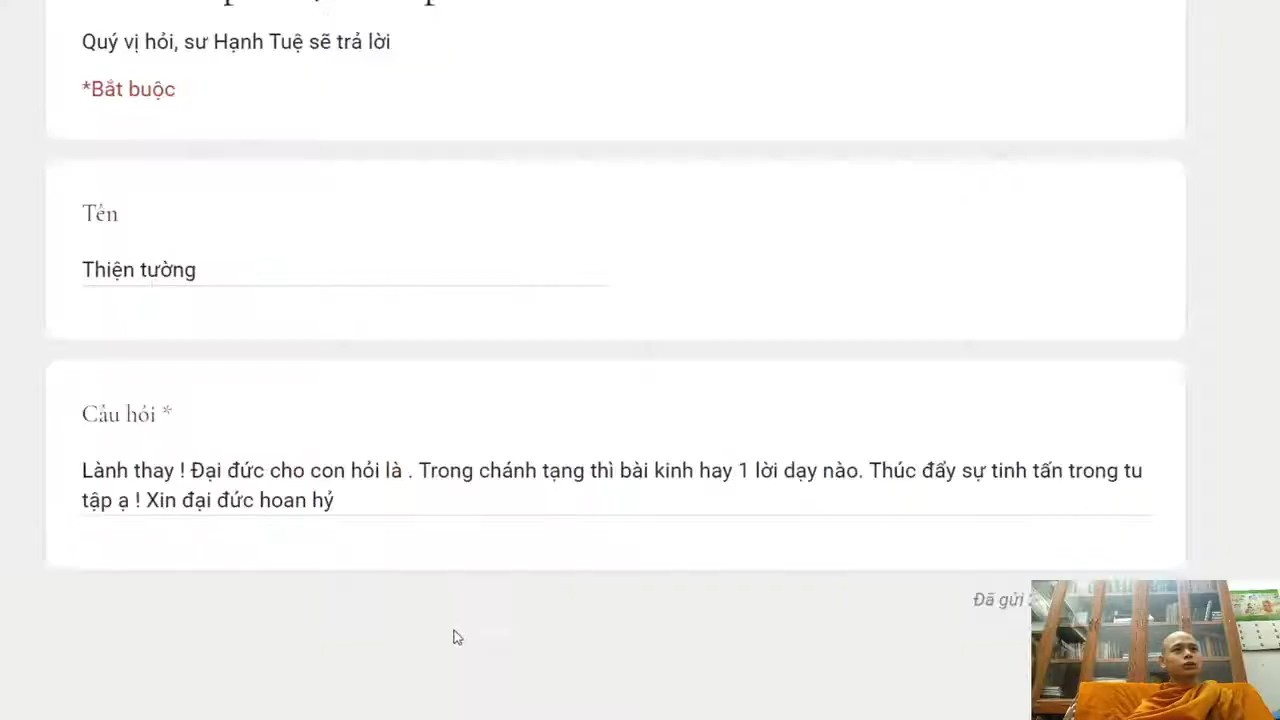 Quý vị hỏi, sư Hạnh Tuệ sẽ trả lời
*Bắt buộc
Tên
Thiện tường
Câu hỏi *
Lành thay ! Đại đức cho con hỏi là . Trong chánh tạng thì bài kinh hay 1 lời dạy nào. Thúc đẩy sự tinh tấn trong tu
tập ạ ! Xin đại đức hoan hỷ
Đã gửi